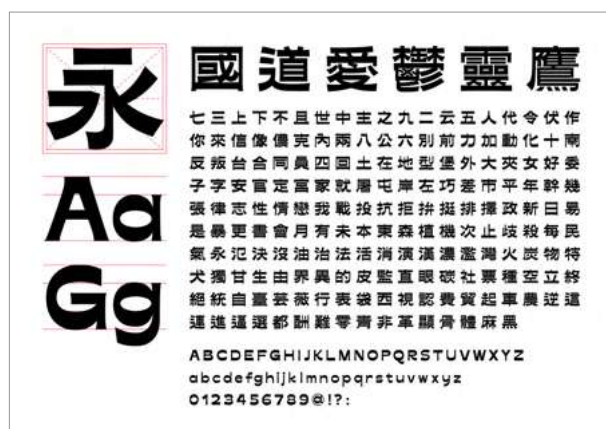 永
Aa
Gg
國道愛鬱靈鷹
七三上下不且世中主之九二云五人代令伏作
你來信像儂克內兩八公六別前力加動化十南
反叛台合同員四回土在地型堡外大夾女好委
子字安官定富家就屠屯岸左巧差市平年幹幾
張律志性情戀我戰投抗拒拚挺排擇政新日易
是暴更書會月有未本東森植機次止歧殺每民
氣永氾決沒油治法活消演漢濃濫灣火炭物特
犬獨甘生由界異的皮監直眼碳社票種空立終
絕統自臺芸薇行表袋西視認費貿起車農逆這
連進逼選都酬難零青非革顯骨體麻黑
ABCDEFGHIJKLMNOPQRSTUVWXYZ
abcdefghijklmnopqrstuvwxyz
0123456789@!?: